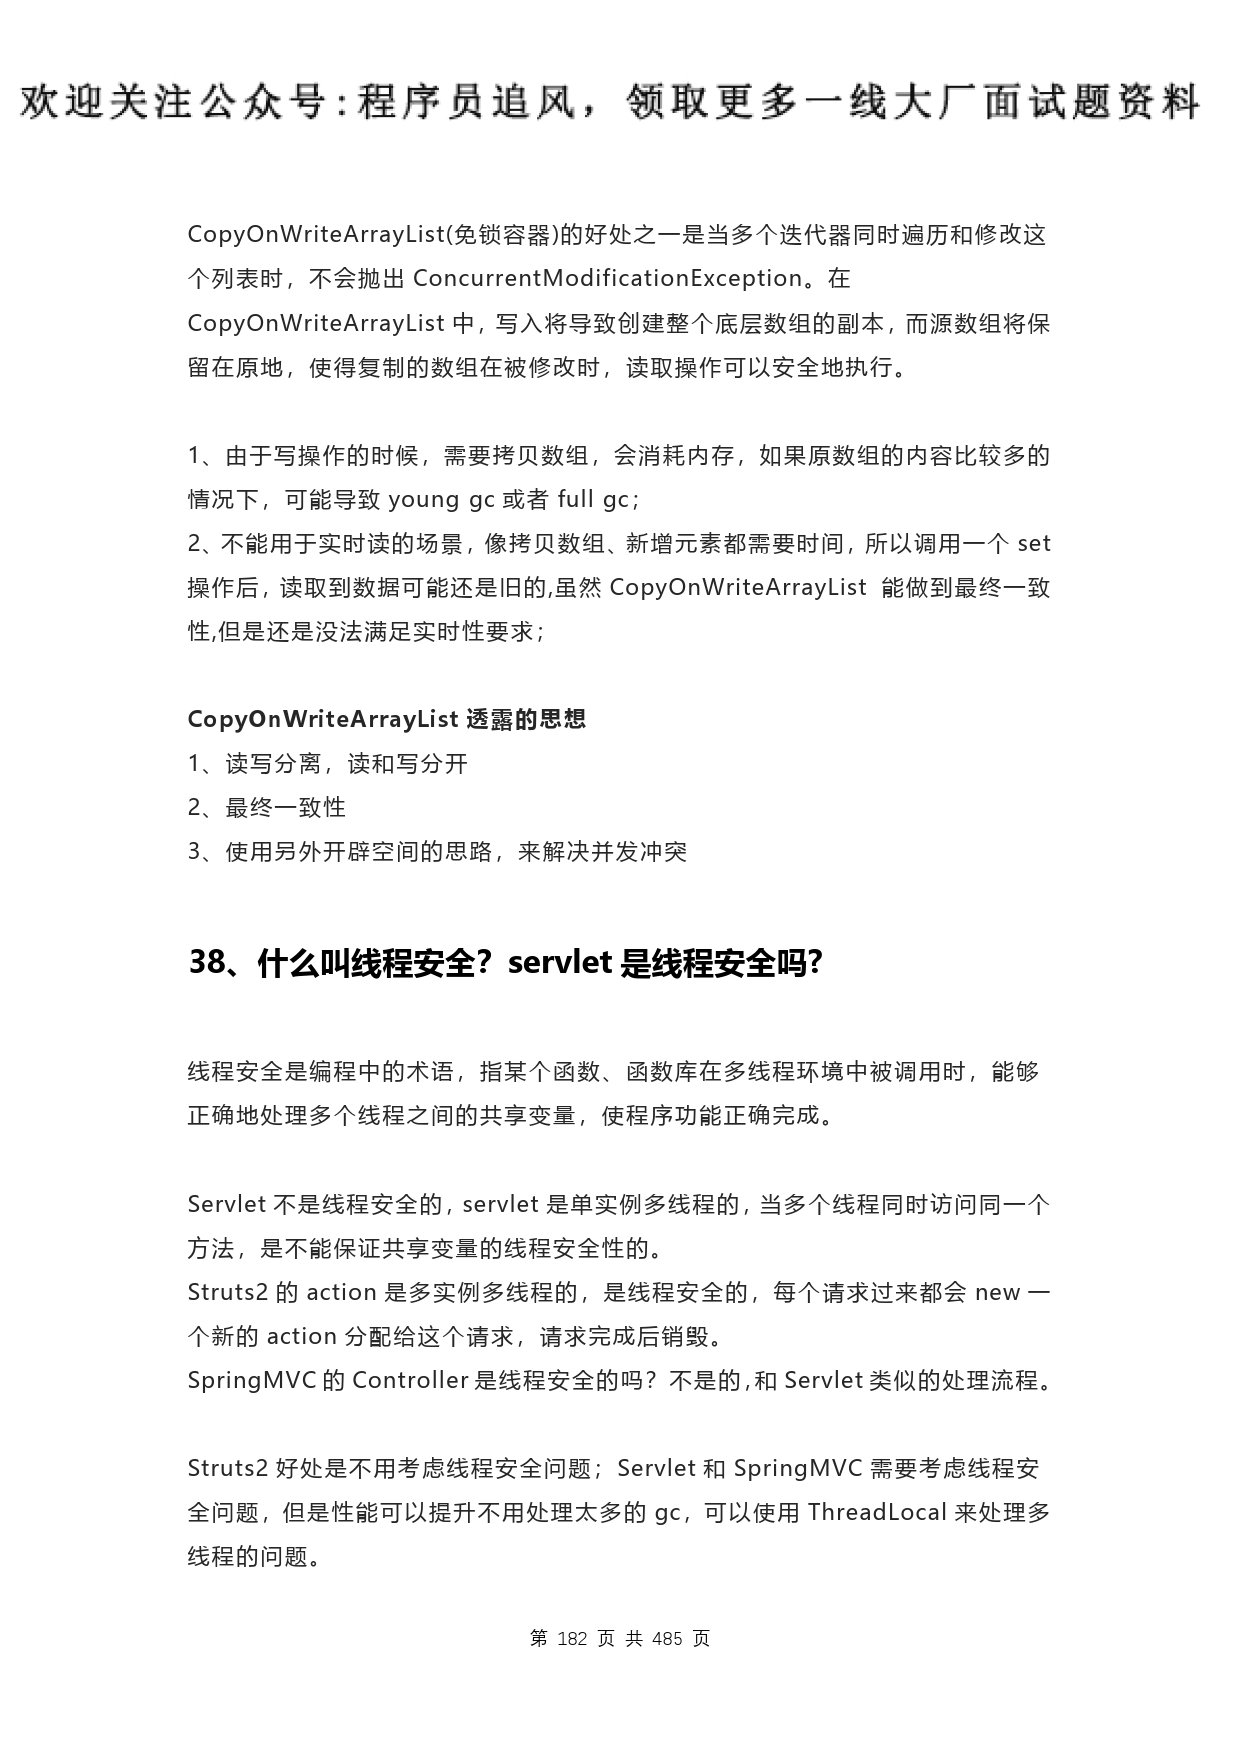 欢迎关注公众号:程序员追风，领取更多一线大厂面试题资料
CopyOnWriteArrayList(免锁容器)的好处之一是当多个迭代器同时遍历和修改这
个列表时，不会抛出 ConcurrentModificationException。在
CopyOnWriteArrayList 中，写入将导致创建整个底层数组的副本，而源数组将保
留在原地，使得复制的数组在被修改时，读取操作可以安全地执行。
1、由于写操作的时候，需要拷贝数组，会消耗内存，如果原数组的内容比较多的
情况下，可能导致 young gc 或者 full gc；
2、不能用于实时读的场景，像拷贝数组、新增元素都需要时间，所以调用一个 set
操作后，读取到数据可能还是旧的,虽然 CopyOnWriteArrayList 能做到最终一致
性,但是还是没法满足实时性要求；
CopyOnWriteArrayList 透露的思想
1、读写分离，读和写分开
2、最终一致性
3、使用另外开辟空间的思路，来解决并发冲突
38、什么叫线程安全？servlet 是线程安全吗?
线程安全是编程中的术语，指某个函数、函数库在多线程环境中被调用时，能够
正确地处理多个线程之间的共享变量，使程序功能正确完成。
Servlet 不是线程安全的，servlet 是单实例多线程的，当多个线程同时访问同一个
方法，是不能保证共享变量的线程安全性的。
Struts2 的 action 是多实例多线程的，是线程安全的，每个请求过来都会 new 一
个新的 action 分配给这个请求，请求完成后销毁。
SpringMVC 的 Controller 是线程安全的吗？不是的，和 Servlet 类似的处理流程。
Struts2 好处是不用考虑线程安全问题；Servlet 和 SpringMVC 需要考虑线程安
全问题，但是性能可以提升不用处理太多的 gc，可以使用 ThreadLocal 来处理多
线程的问题。
第 182 页 共 485 页